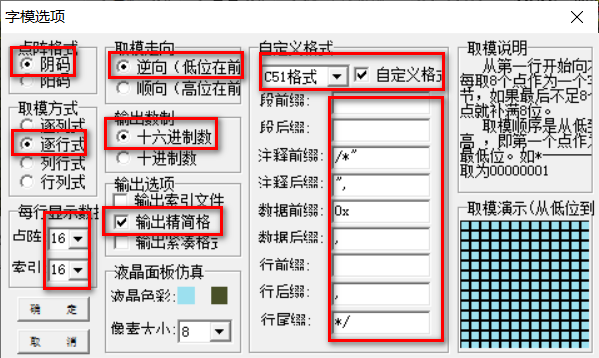 字模选项
点阵格式
阴码
阳码
取模方式
逐列式
逐行式
列行式
行列式
每行显示数据
点阵 16
索引 16
确 定
取 消
取模走向
逆向（低位在前
顺向（高位在前
输出数制
十六进制数
十进制数
输出选项
输出索引文件
输出精简格
输出紧凑格式
液晶面板仿真
液晶色彩:
像素大小: 8
自定义格式
C51格式 自定义格式
段前缀:
段后缀:
注释前缀: /*"
注释后缀: ",
数据前缀: 0x
数据后缀: ,
行前缀:
行后缀: ,
行尾缀: */
取模说明
从第一行开始向
每取8个点作为一个
节，如果最后不足8
点就补满8位。
取模顺序是从低
高，即第一个点作
最低位。如*
取为00000001
取模演示(从低位到